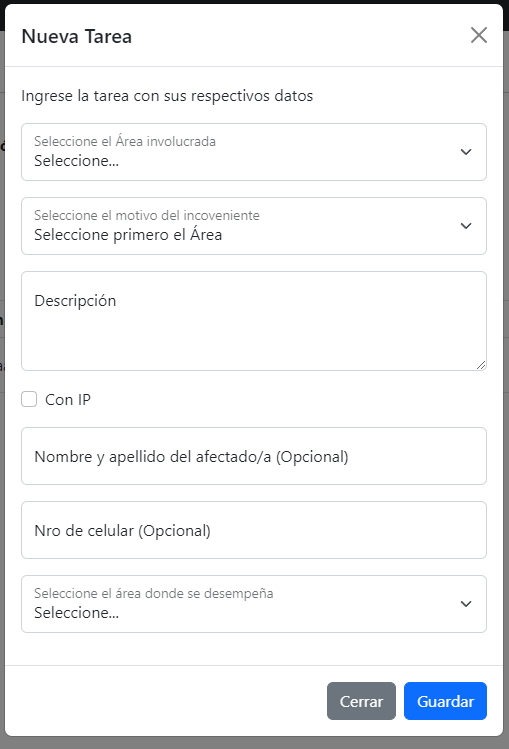 Nueva Tarea
Ingrese la tarea con sus respectivos datos
Seleccione el Área involucrada
Seleccione...
Seleccione el motivo del incoveniente
Seleccione primero el Área
Descripción
Con IP
Nombre y apellido del afectado/a (Opcional)
Nro de celular (Opcional)
Seleccione el área donde se desempeña
Seleccione...
Cerrar
Guardar